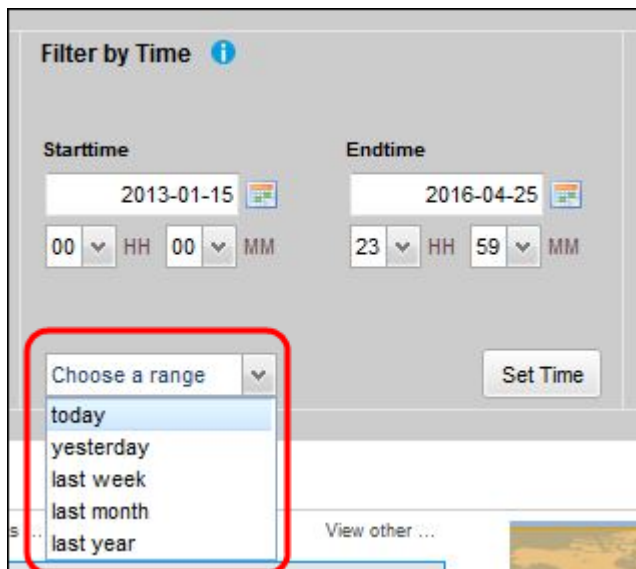 Filter by Time
Starttime Endtime
2013-01-15 2016-04-25
00 HH 00 MM 23 HH 59 MM
Choose a range Set Time
today
yesterday
last week
last month
s ... View other ...
last year